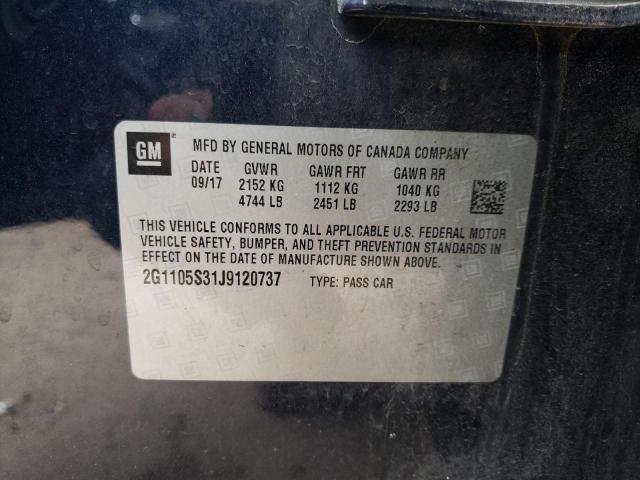 GM MFD BY GENERAL MOTORS OF CANADA COMPANY
DATE GVWR GAWR FRT GAWR RR
09/17 2152 KG 1112 KG 1040 KG
4744 LB 2451 LB 2293 LB
THIS VEHICLE CONFORMS TO ALL APPLICABLE U.S. FEDERAL MOTOR
VEHICLE SAFETY, BUMPER, AND THEFT PREVENTION STANDARDS IN
EFFECT ON THE DATE OF MANUFACTURE SHOWN ABOVE.
2G1105S31J9120737 TYPE: PASS CAR